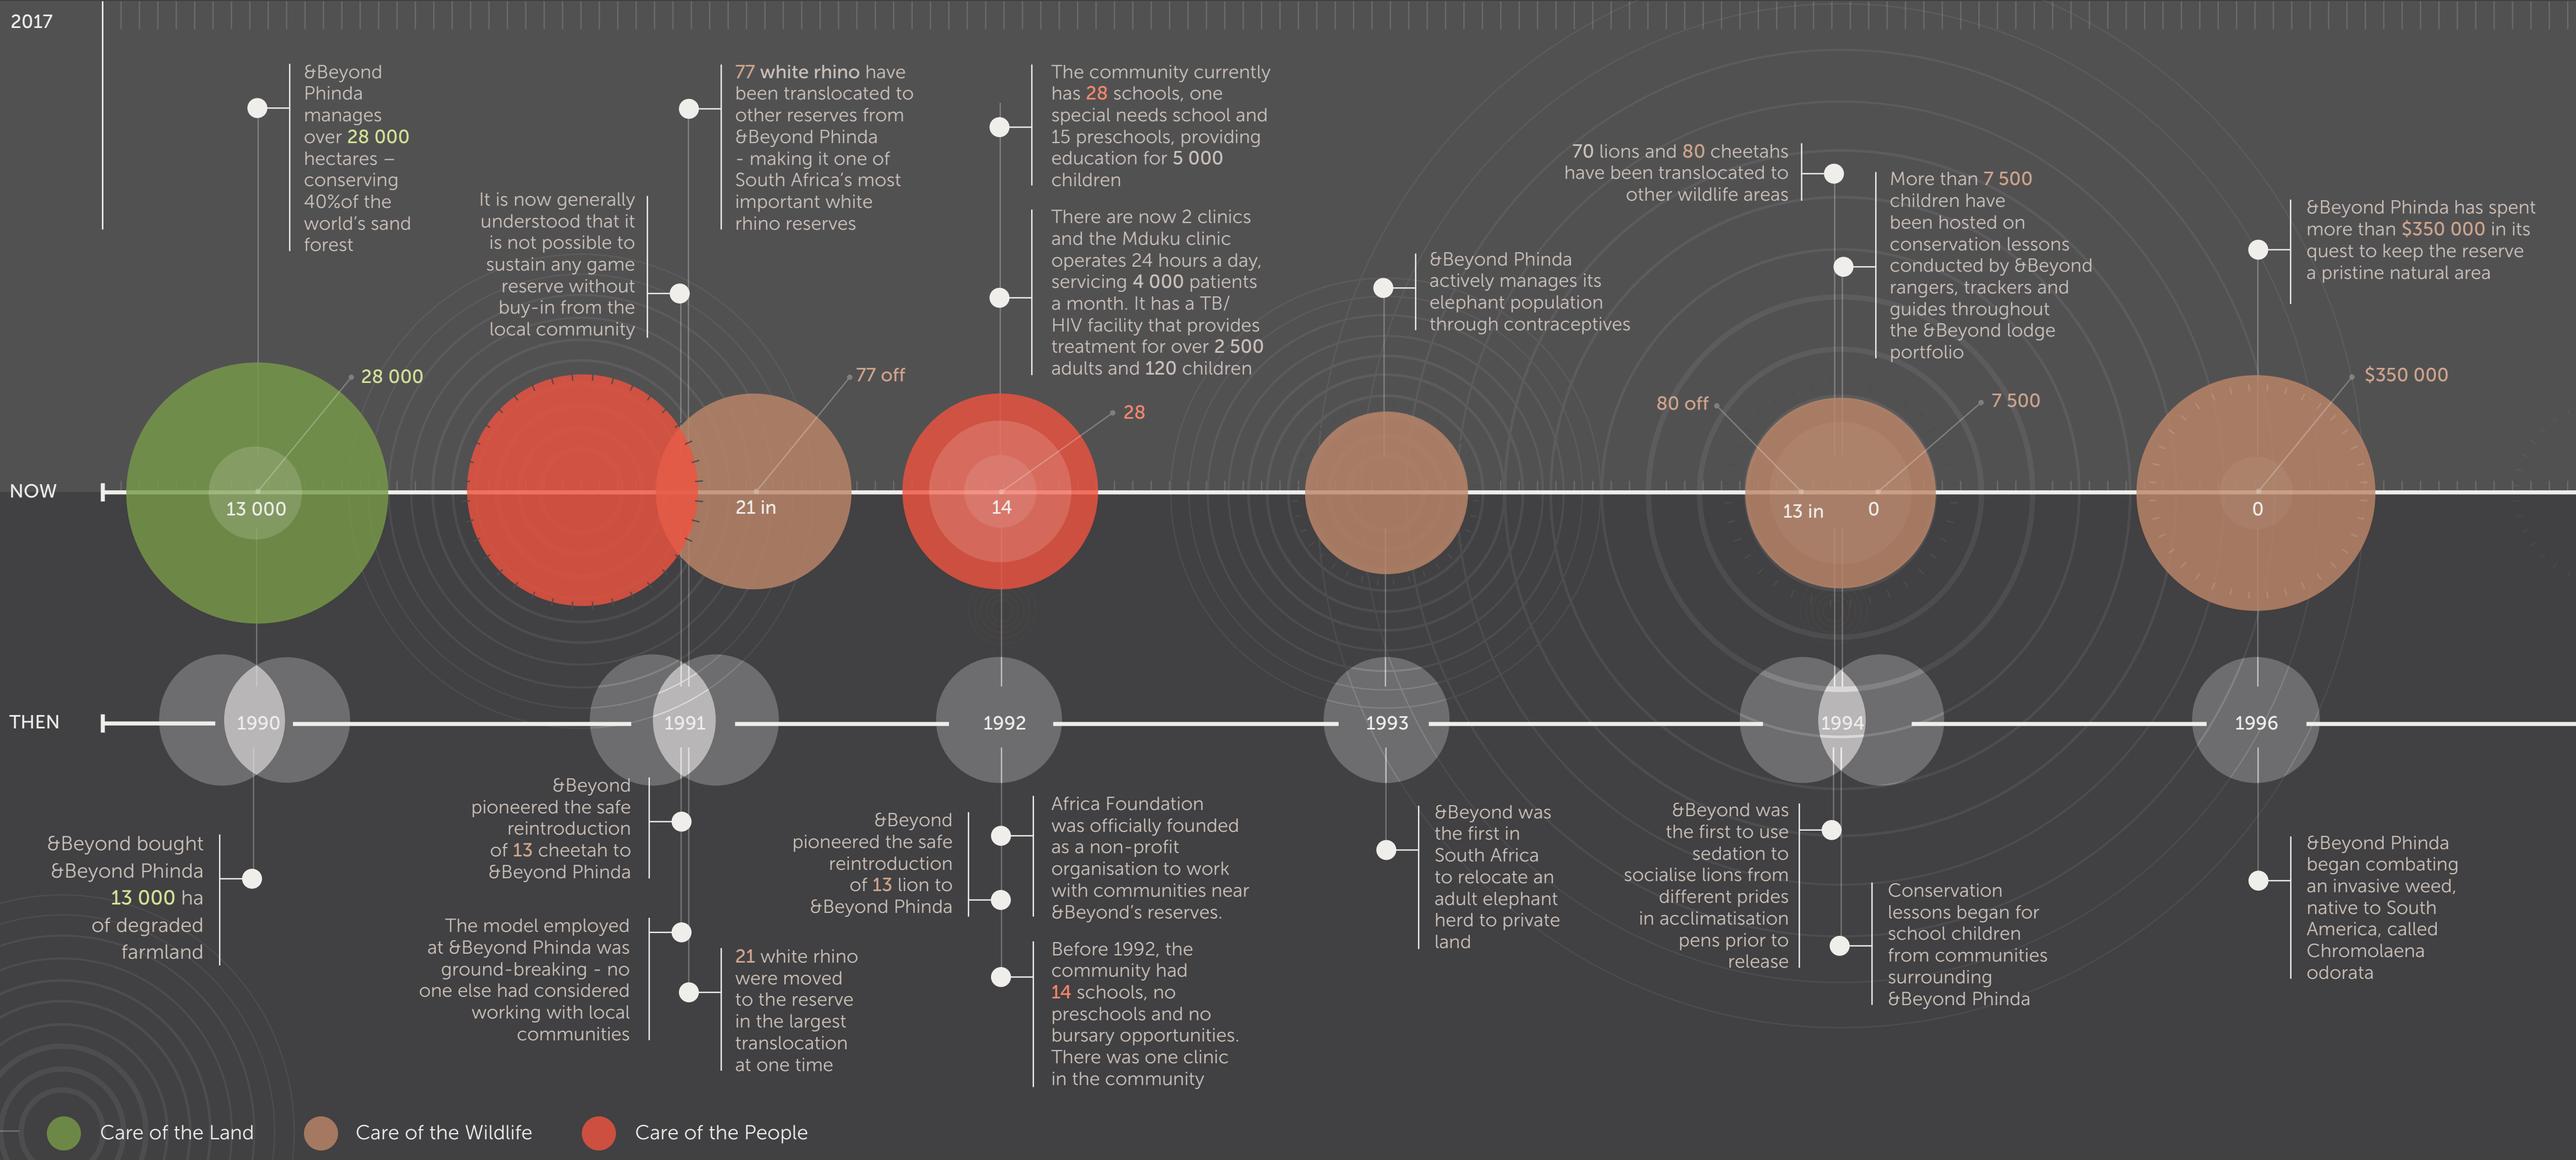 2017
&Beyond
Phinda
manages
over 28 000
hectares –
conserving
40%of the
world's sand
forest
It is now generally
understood that it
is not possible to
sustain any game
reserve without
buy-in from the
local community
77 white rhino have
been translocated to
other reserves from
&Beyond Phinda
- making it one of
South Africa's most
important white
rhino reserves
The community currently
has 28 schools, one
special needs school and
15 preschools, providing
education for 5 000
children
There are now 2 clinics
and the Mduku clinic
operates 24 hours a day,
servicing 4 000 patients
a month. It has a TB/
HIV facility that provides
treatment for over 2 500
adults and 120 children
&Beyond Phinda
actively manages its
elephant population
through contraceptives
70 lions and 80 cheetahs
have been translocated to
other wildlife areas
More than 7 500
children have
been hosted on
conservation lessons
conducted by &Beyond
rangers, trackers and
guides throughout
the &Beyond lodge
portfolio
&Beyond Phinda has spent
more than $350 000 in its
quest to keep the reserve
a pristine natural area
28 000
77 off
28
80 off
7 500
$350 000
NOW
13 000
21 in
14
13 in
0
0
THEN
1990
1991
1992
1993
1994
1996
&Beyond bought
&Beyond Phinda
13 000 ha
of degraded
farmland
&Beyond
pioneered the safe
reintroduction
of 13 cheetah to
&Beyond Phinda
The model employed
at &Beyond Phinda was
ground-breaking - no
one else had considered
working with local
communities
21 white rhino
were moved
to the reserve
in the largest
translocation
at one time
&Beyond
pioneered the safe
reintroduction
of 13 lion to
&Beyond Phinda
Africa Foundation
was officially founded
as a non-profit
organisation to work
with communities near
&Beyond's reserves.
Before 1992, the
community had
14 schools, no
preschools and no
bursary opportunities.
There was one clinic
in the community
&Beyond was
the first in
South Africa
to relocate an
adult elephant
herd to private
land
&Beyond was
the first to use
sedation to
socialise lions from
different prides
in acclimatisation
pens prior to
release
Conservation
lessons began for
school children
from communities
surrounding
&Beyond Phinda
&Beyond Phinda
began combating
an invasive weed,
native to South
America, called
Chromolaena
odorata
Care of the Land
Care of the Wildlife
Care of the People